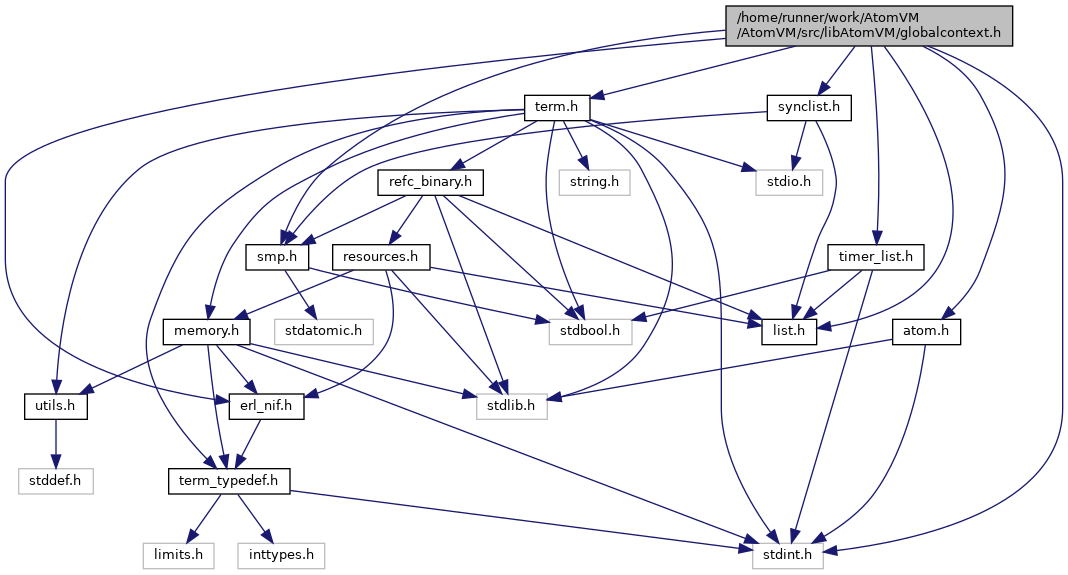 /home/runner/work/AtomVM
/AtomVM/src/libAtomVM/globalcontext.h
term.h
synclist.h
refc_binary.h
string.h
stdio.h
smp.h
resources.h
timer_list.h
memory.h
stdatomic.h
stdbool.h
list.h
atom.h
utils.h
erl_nif.h
stdlib.h
stddef.h
term_typedef.h
limits.h
inttypes.h
stdint.h